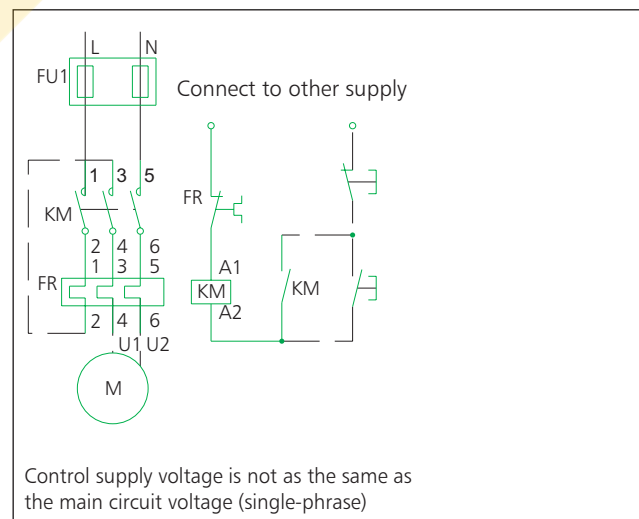 L N
FU1
Connect to other supply
1 3 5
KM
FR
2 4 6
1 3 5
FR
A1
KM
KM
A2
2 4 6
U1 U2
M
Control supply voltage is not as the same as
the main circuit voltage (single-phrase)